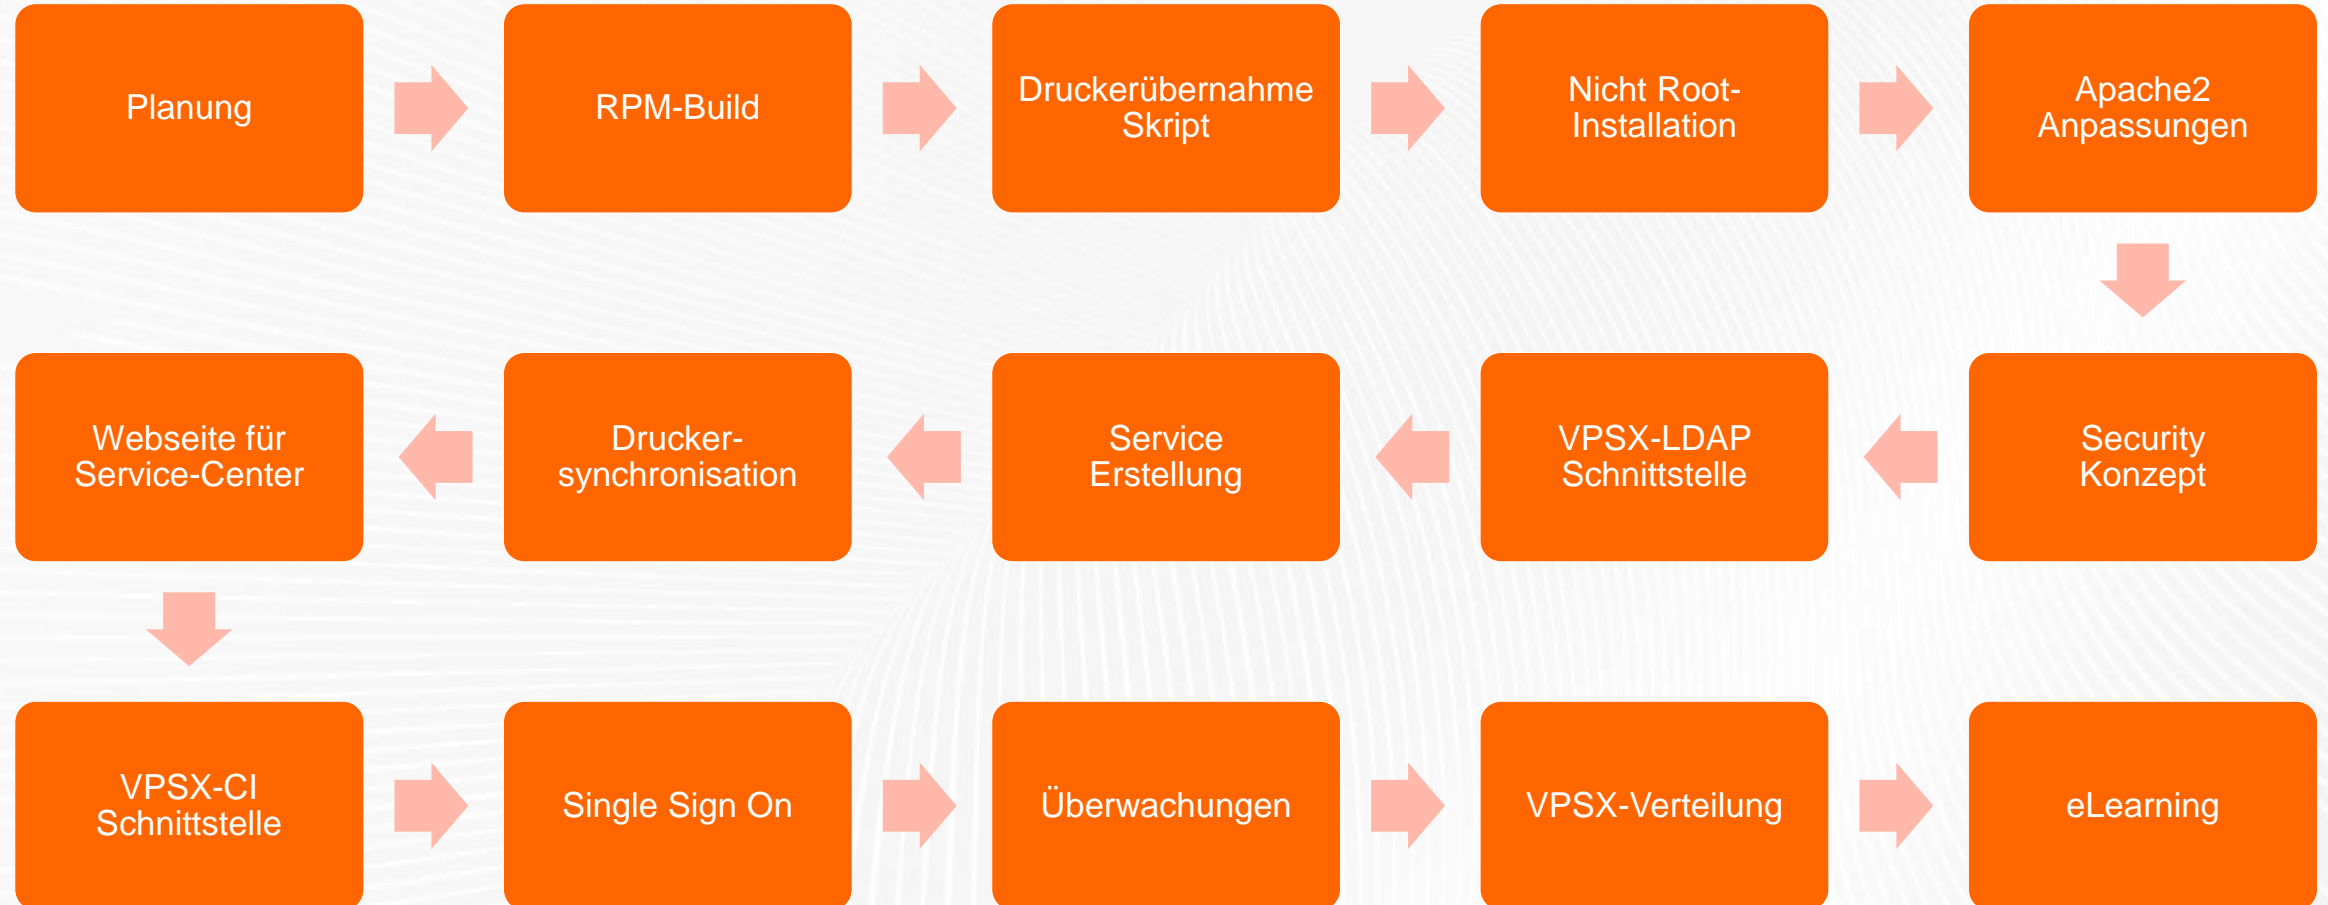 Planung
RPM-Build
Druckerübernahme
Skript
Nicht Root-
Installation
Apache2
Anpassungen
Security
Konzept
VPSX-LDAP
Schnittstelle
Service
Erstellung
Drucker-
synchronisation
Webseite für
Service-Center
VPSX-CI
Schnittstelle
Single Sign On
Überwachungen
VPSX-Verteilung
eLearning